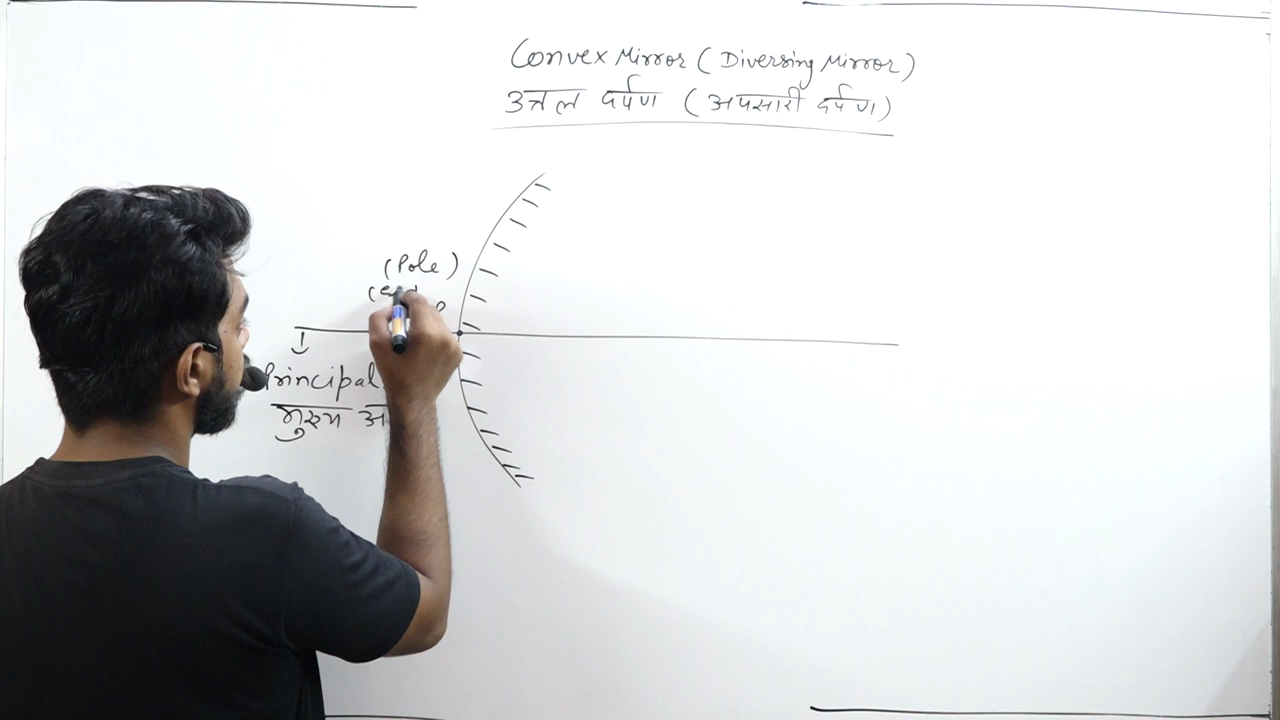 Convex Mirror (Diversing Mirror)
उत्तल दर्पण (अपसारी दर्पण)
(Pole)
P
Principal
मुख्य